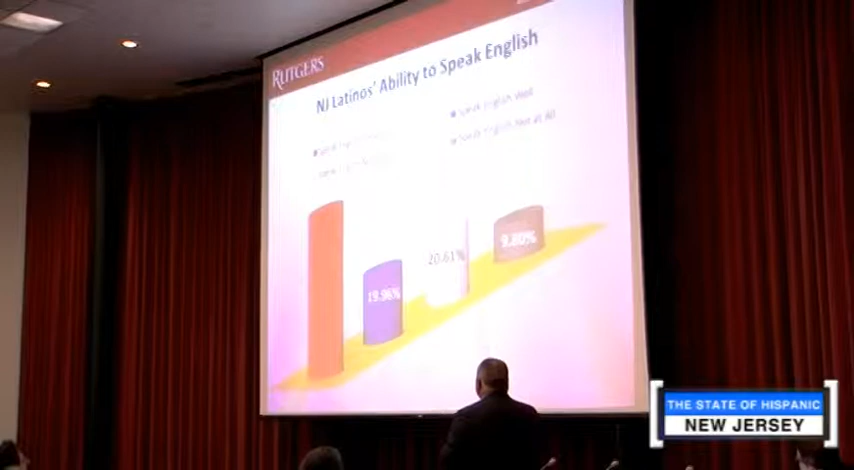 RUTGERS
NJ Latinos' Ability to Speak English
Speak English Well
Speak English Not at All
19.96%
20.61%
9.80%
THE STATE OF HISPANIC
NEW JERSEY